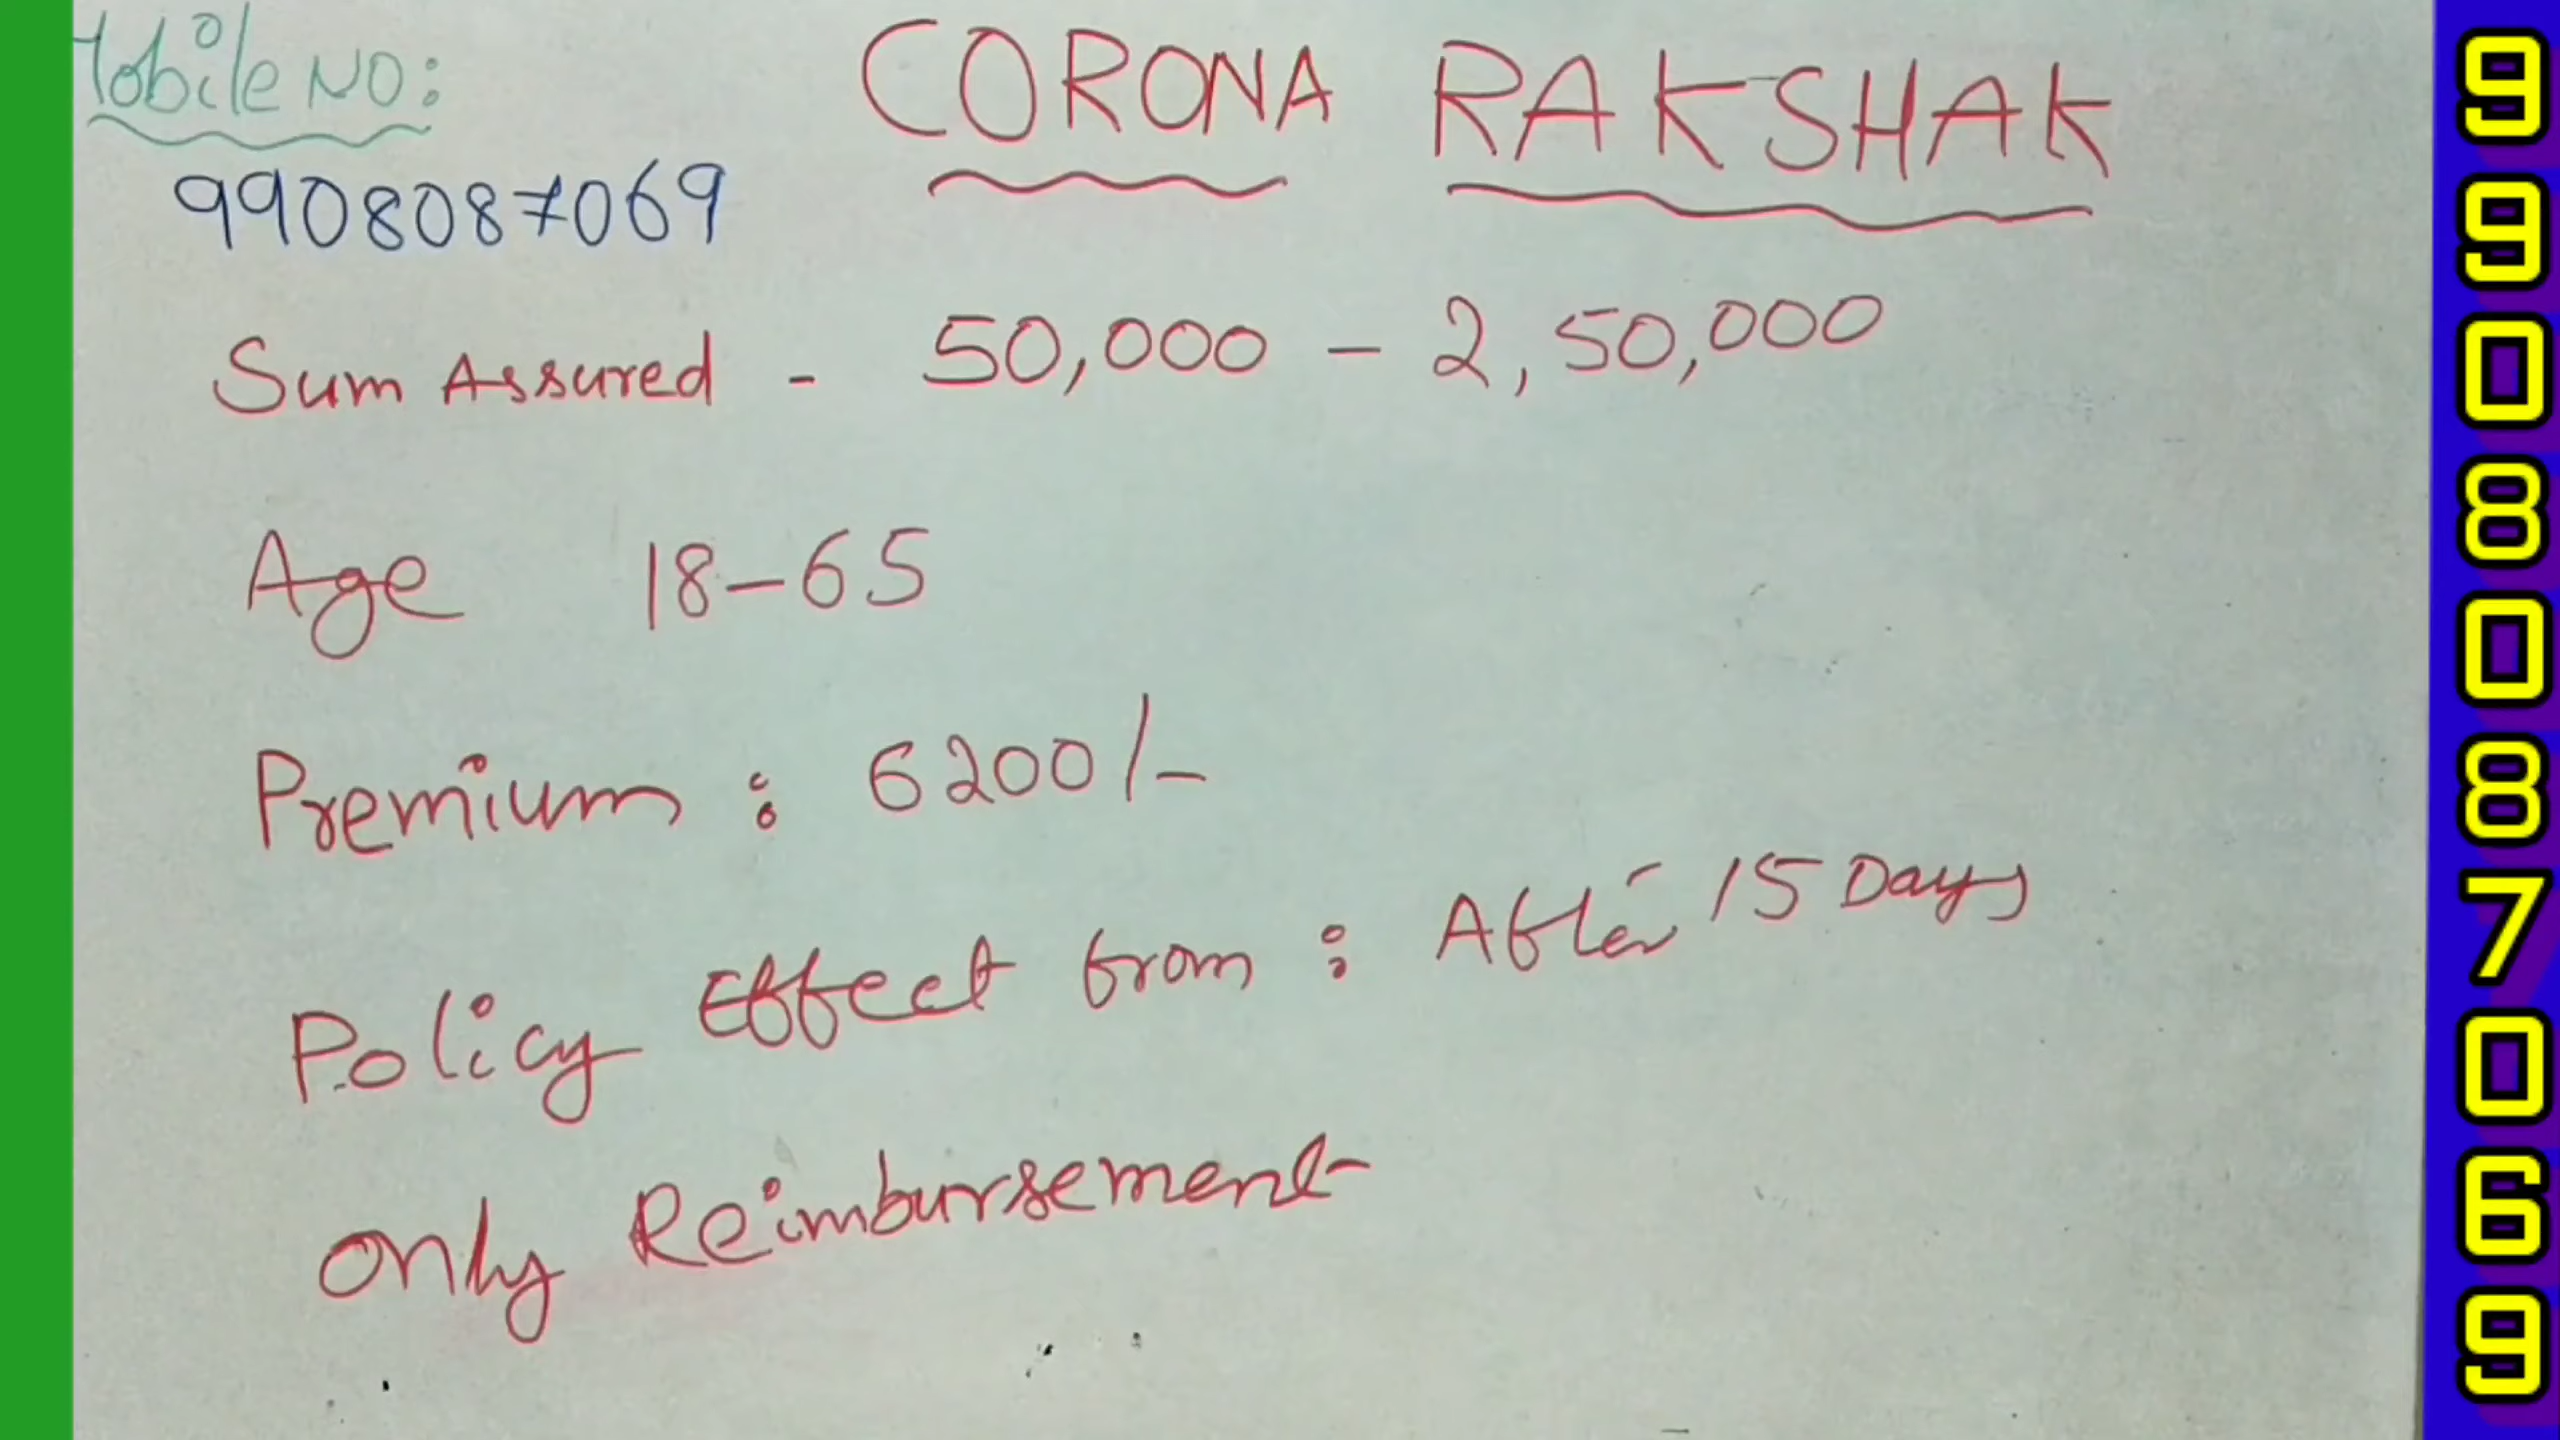 Mobile NO:
CORONA RAKSHAK
9908087069
Sum Assured - 50,000 - 2,50,000
Age 18-65
Premium : 6200/-
Policy Effect from : After 15 Days
only Reimbursement
9908087069